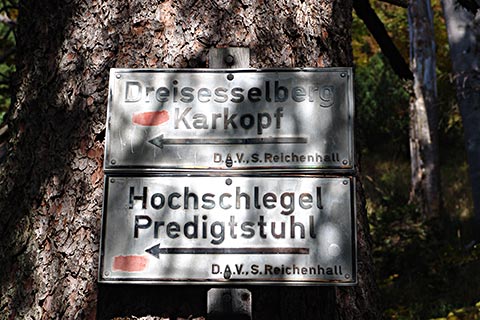 Dreisesselberg
Karkopf
D.A.V., S. Reichenhall
Hochschlegel
Predigtstuhl
D.A.V., S. Reichenhall